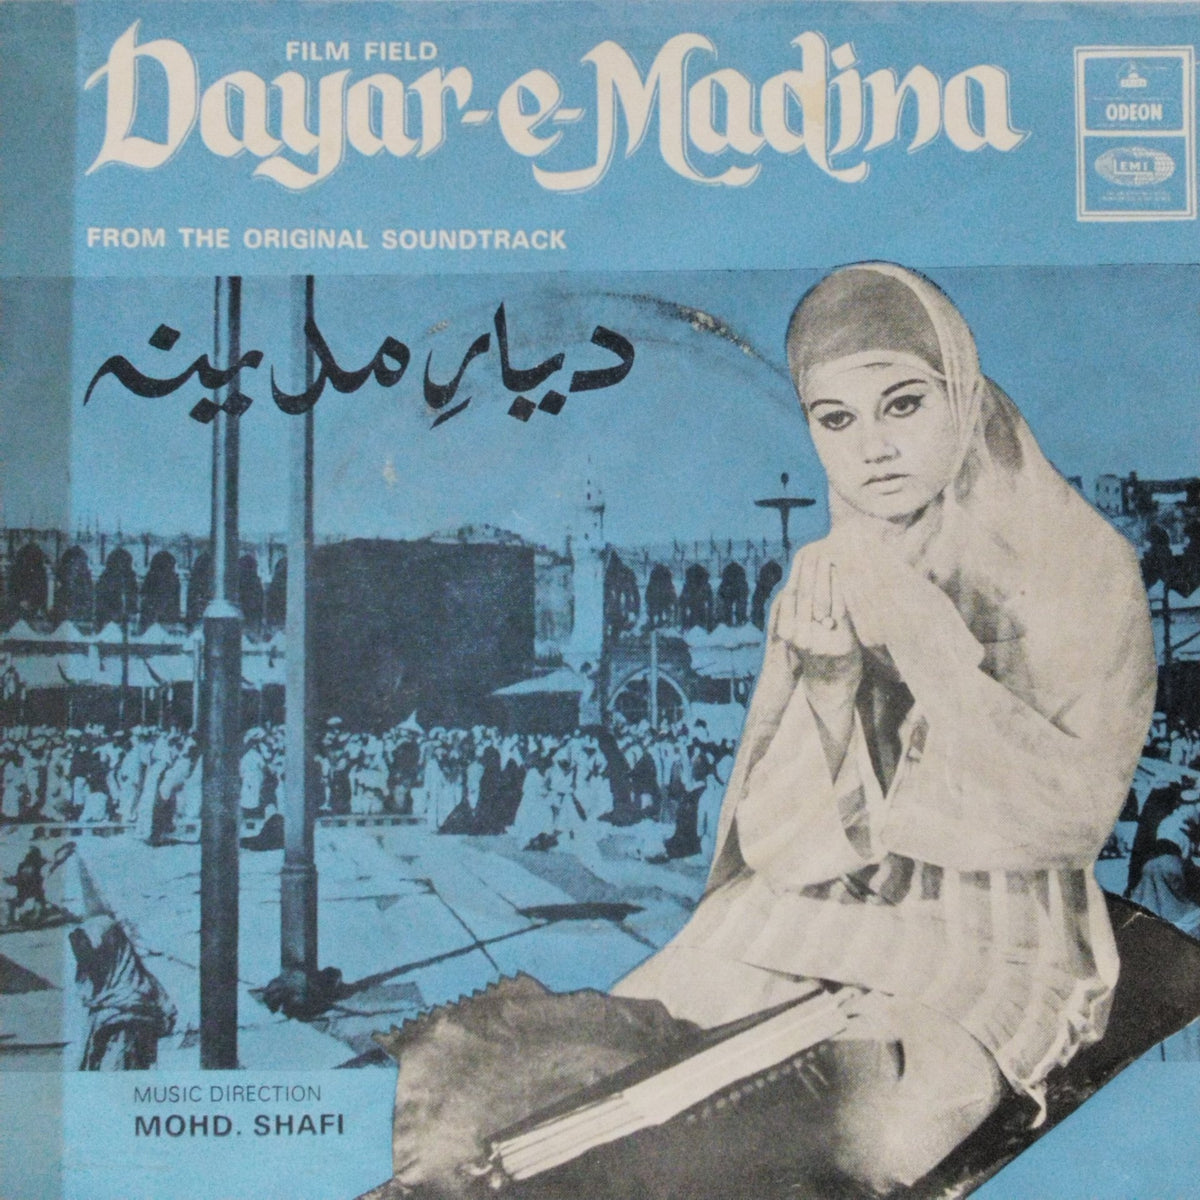 FILM FIELD
Dayar-e-Madina
ODEON
EMI
FROM THE ORIGINAL SOUNDTRACK
دیارِ مدینہ
MUSIC DIRECTION
MOHD. SHAFI